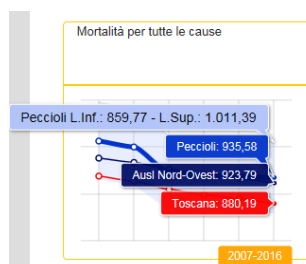 Mortalità per tutte le cause
Peccioli L.Inf.: 859,77 - L.Sup.: 1.011,39
Peccioli: 935,58
Ausl Nord-Ovest: 923,79
Toscana: 880,19
2007-2016